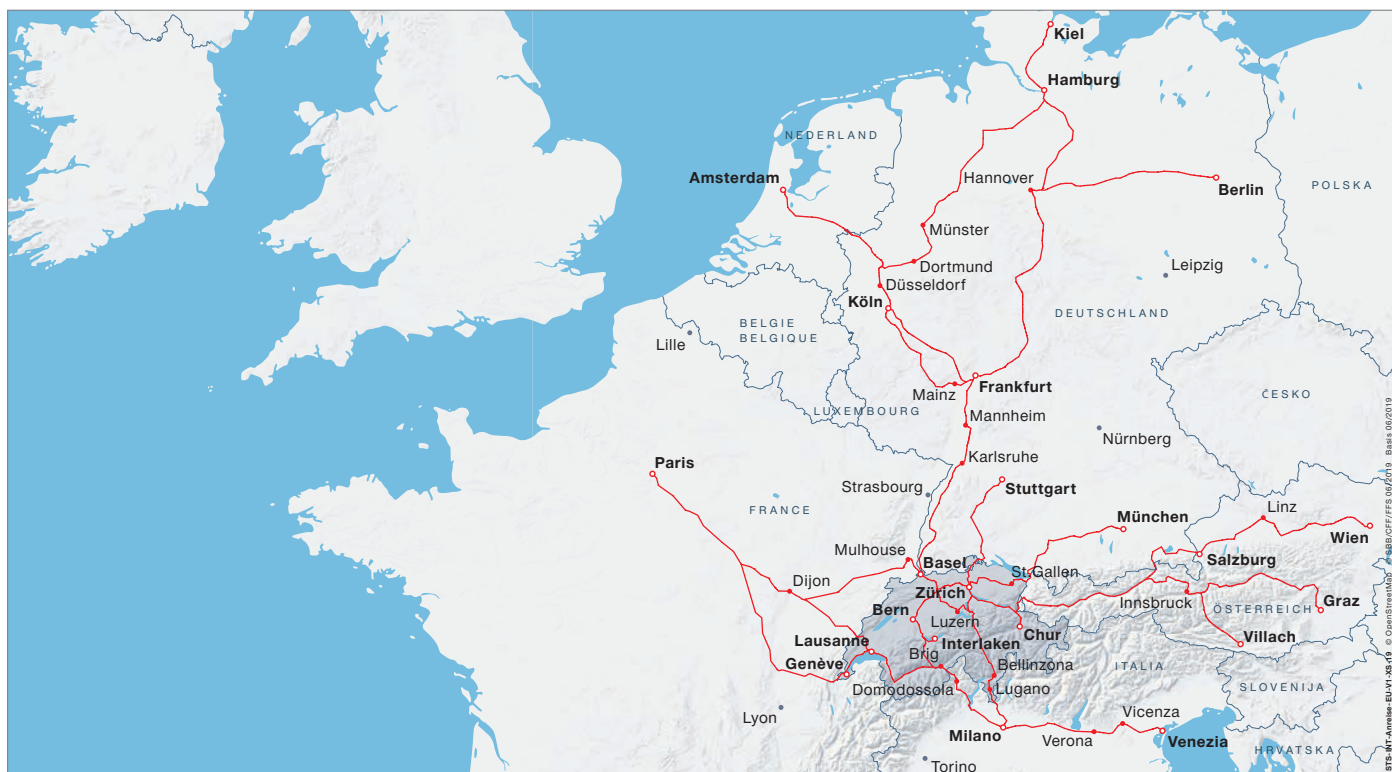 Kiel
Hamburg
NEDERLAND
Amsterdam
Hannover
Berlin
POLSKA
Münster
Dortmund
Leipzig
Düsseldorf
Köln
DEUTSCHLAND
BELGIE
BELGIQUE
Lille
Frankfurt
Mainz
ČESKO
LUXEMBOURG
Mannheim
Nürnberg
Karlsruhe
Paris
Strasbourg
Stuttgart
FRANCE
München
Linz
Wien
Mulhouse
Basel
Salzburg
St. Gallen
Dijon
Zürich
Innsbruck
ÖSTERREICH
Graz
Bern
Luzern
Chur
Villach
Lausanne
Interlaken
Brig
Genève
Bellinzona
ITALIA
Domodossola
Lugano
SLOVENIJA
Lyon
Vicenza
Milano
Verona
Venezia
HRVATSKA
Torino
STS-INT-Anreise-EU-V1-XS-19 © OpenStreetMap © SBB/CFF/FFS 06/2019 Basis 06/2019